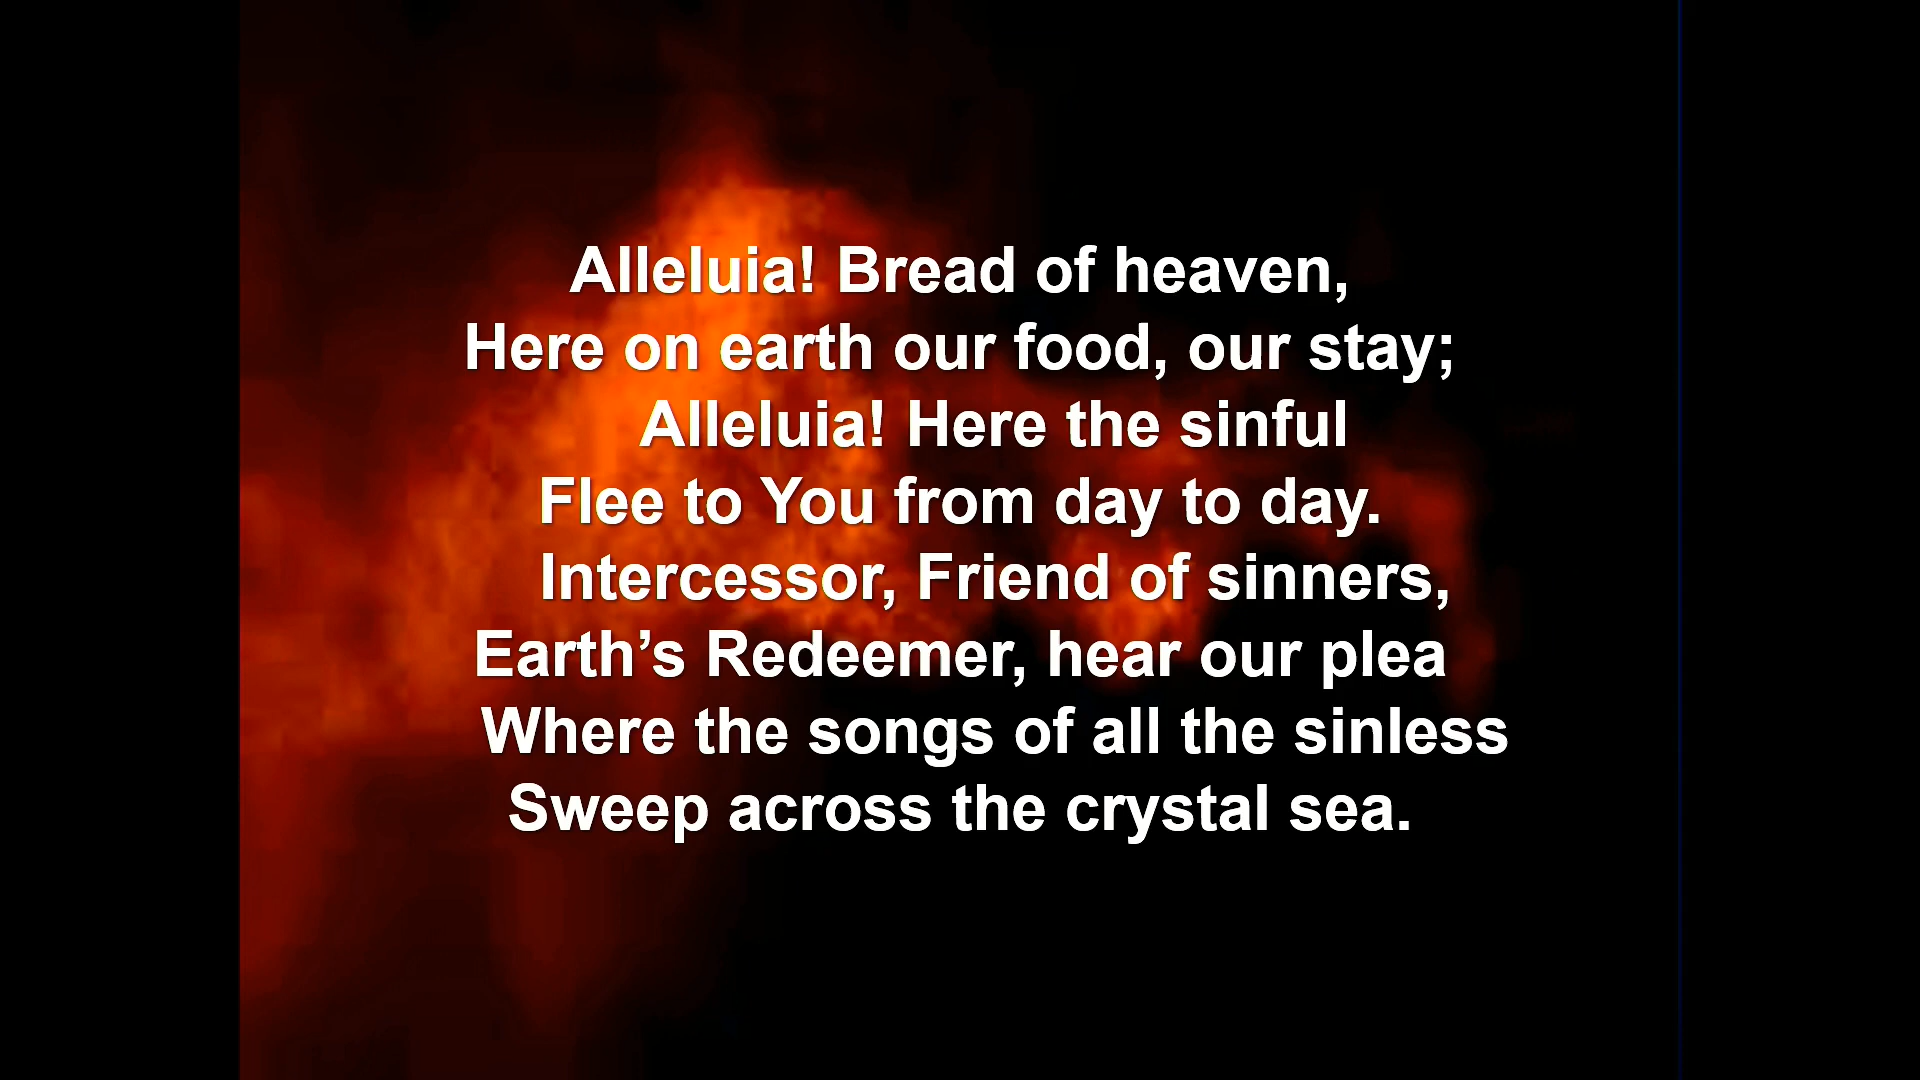 Alleluia! Bread of heaven,
Here on earth our food, our stay;
Alleluia! Here the sinful
Flee to You from day to day.
Intercessor, Friend of sinners,
Earth’s Redeemer, hear our plea
Where the songs of all the sinless
Sweep across the crystal sea.